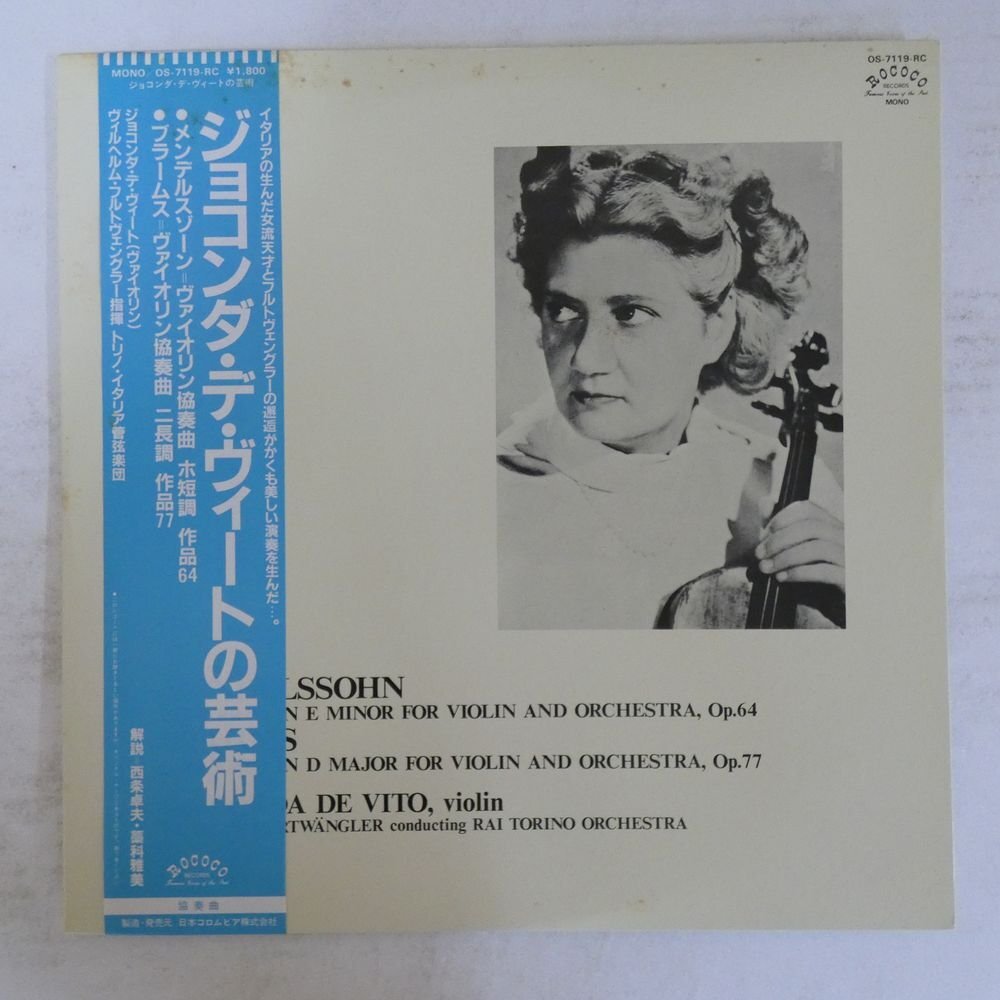 MONO OS-7119-RC ¥1,800
ジョコンダ・デ・ヴィートの芸術
イタリアの生んだ女流天才とフルトヴェングラーの邂逅がかくも美しい演奏を生んだ…。
ジョコンダ・デ・ヴィートの芸術
●メンデルスゾーン=ヴァイオリン協奏曲 ホ短調 作品64
●ブラームス=ヴァイオリン協奏曲 ニ長調 作品77
ジョコンダ・デ・ヴィート(ヴァイオリン)
ヴィルヘルム・フルトヴェングラー指揮 トリノ・イタリア管弦楽団
解説=西条卓夫・藁科雅美
ROCOCO
RECORDS
Famous Voices of the Past
協奏曲
製造・発売元 日本コロムビア株式会社
OS-7119-RC
ROCOCO
RECORDS
Famous Voices of the Past
MONO
LSSOHN
N E MINOR FOR VIOLIN AND ORCHESTRA, Op.64
S
N D MAJOR FOR VIOLIN AND ORCHESTRA, Op.77
DA DE VITO, violin
RTWÄNGLER conducting RAI TORINO ORCHESTRA